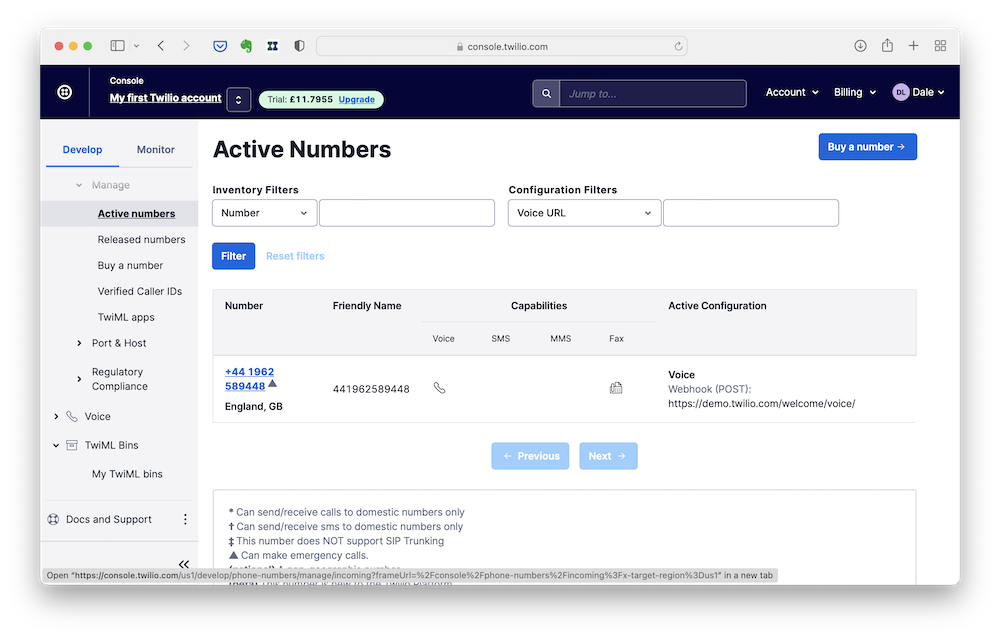 console.twilio.com
Console
My first Twilio account
Trial: £11.7955 Upgrade
Jump to...
Account
Billing
DL Dale
Develop Monitor
Manage
Active numbers
Released numbers
Buy a number
Verified Caller IDs
TwiML apps
Port & Host
Regulatory
Compliance
Voice
TwiML Bins
My TwiML bins
Docs and Support
Active Numbers
Buy a number →
Inventory Filters Configuration Filters
Number Voice URL
Filter Reset filters
Number Friendly Name Capabilities Active Configuration
Voice SMS MMS Fax
+44 1962
589448 ▲
England, GB
441962589448
Voice
Webhook (POST):
https://demo.twilio.com/welcome/voice/
← Previous Next →
* Can send/receive calls to domestic numbers only
† Can send/receive sms to domestic numbers only
‡ This number does NOT support SIP Trunking
▲ Can make emergency calls.
Open "https://console.twilio.com/us1/develop/phone-numbers/manage/incoming?frameUrl=%2Fconsole%2Fphone-numbers%2Fincoming%3Fx-target-region%3Dus1" in a new tab